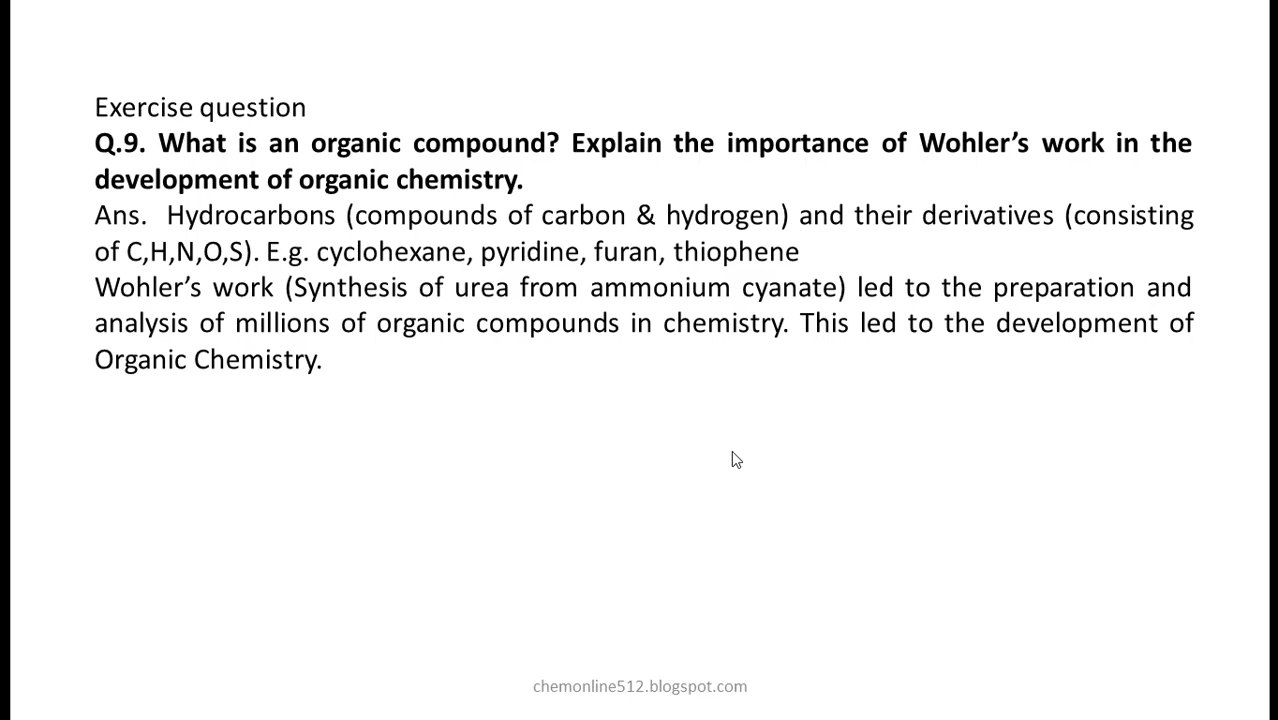 Exercise question
Q.9. What is an organic compound? Explain the importance of Wohler’s work in the
development of organic chemistry.
Ans. Hydrocarbons (compounds of carbon & hydrogen) and their derivatives (consisting
of C,H,N,O,S). E.g. cyclohexane, pyridine, furan, thiophene
Wohler’s work (Synthesis of urea from ammonium cyanate) led to the preparation and
analysis of millions of organic compounds in chemistry. This led to the development of
Organic Chemistry.
chemonline512.blogspot.com